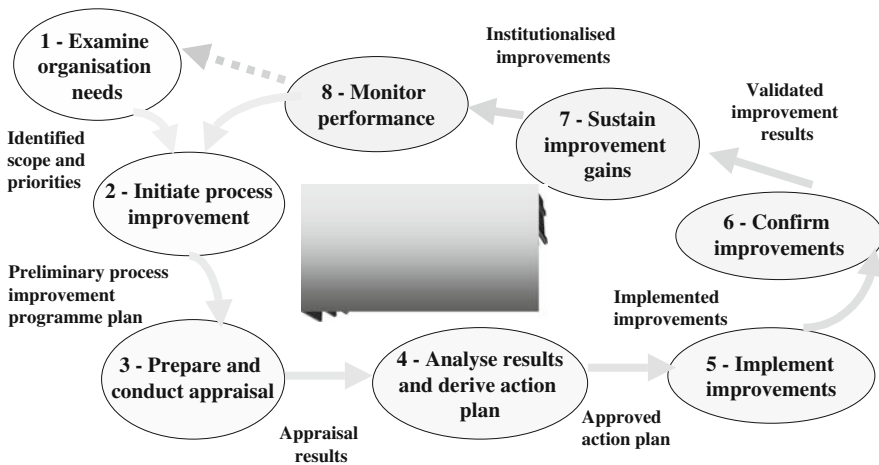 1 - Examine
organisation
needs
Identified
scope and
priorities
2 - Initiate process
improvement
Preliminary process
improvement
programme plan
3 - Prepare and
conduct appraisal
Appraisal
results
4 - Analyse results
and derive action
plan
Approved
action plan
5 - Implement
improvements
Implemented
improvements
6 - Confirm
improvements
Validated
improvement
results
7 - Sustain
improvement
gains
Institutionalised
improvements
8 - Monitor
performance